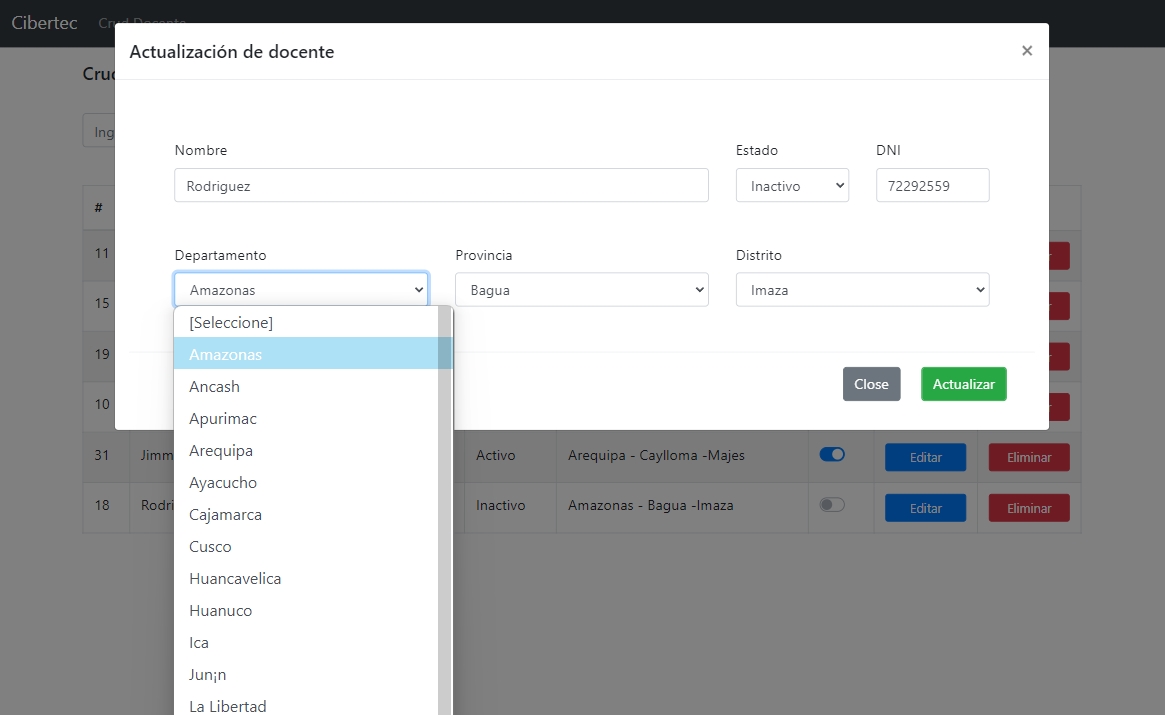 Cibertec Crud Docente
Actualización de docente ×
Crud
Nombre Estado DNI
Ing
Rodriguez Inactivo 72292559
#
11
Departamento Provincia Distrito
Amazonas Bagua Imaza
15
[Seleccione]
Amazonas
19
Ancash
Close Actualizar
10
Apurimac
Arequipa
31 Jimm Activo Arequipa - Caylloma -Majes Editar Eliminar
Ayacucho
18 Rodri Inactivo Amazonas - Bagua -Imaza Editar Eliminar
Cajamarca
Cusco
Huancavelica
Huanuco
Ica
Jun¡n
La Libertad